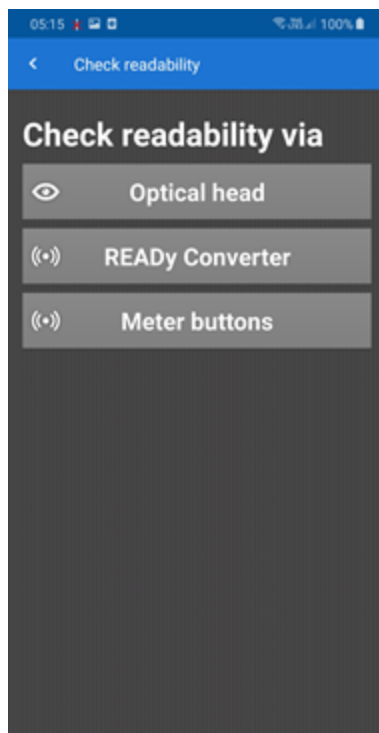 05:15 100%
Check readability
Check readability via
Optical head
READy Converter
Meter buttons